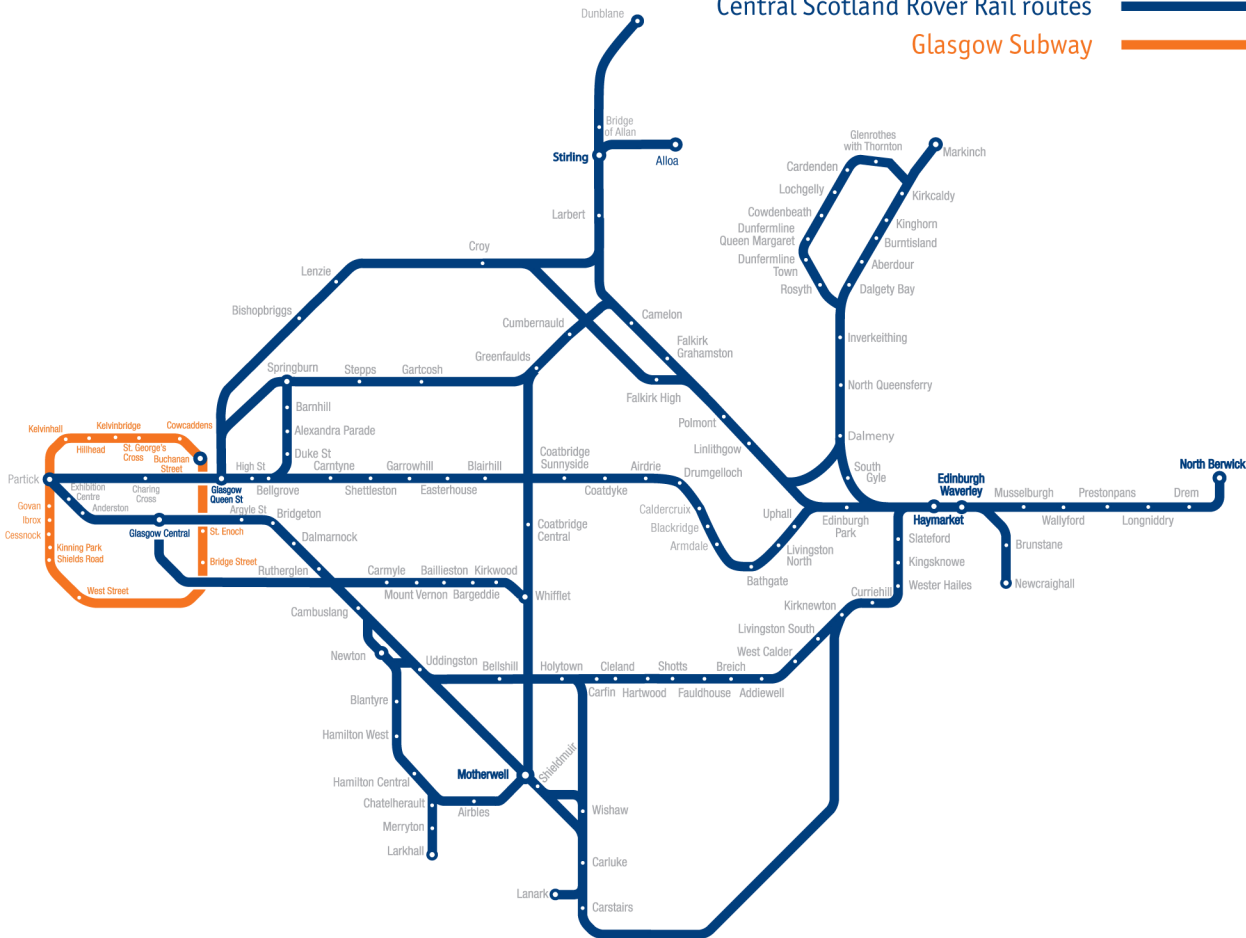 Central Scotland Rover Rail routes
Glasgow Subway
Dunblane
Bridge
of Allan
Stirling
Alloa
Larbert
Croy
Lenzie
Bishopbriggs
Cumbernauld
Greenfaulds
Camelon
Falkirk
Grahamston
Falkirk High
Polmont
Linlithgow
Glenrothes
with Thornton
Markinch
Cardenden
Lochgelly
Cowdenbeath
Dunfermline
Queen Margaret
Dunfermline
Town
Rosyth
Kirkcaldy
Kinghorn
Burntisland
Aberdour
Dalgety Bay
Inverkeithing
North Queensferry
Dalmeny
South
Gyle
Springburn
Stepps
Gartcosh
Barnhill
Alexandra Parade
Duke St
Kelvinhall
Hillhead
Kelvinbridge
St. George's
Cross
Cowcaddens
Buchanan
Street
Partick
Exhibition
Centre
Charing
Cross
Anderston
Glasgow
Queen St
High St
Bellgrove
Carntyne
Shettleston
Garrowhill
Easterhouse
Blairhill
Coatbridge
Sunnyside
Coatdyke
Airdrie
Drumgelloch
Caldercruix
Blackridge
Armdale
Bathgate
Livingston
North
Uphall
Edinburgh
Park
Haymarket
Edinburgh
Waverley
Musselburgh
Wallyford
Prestonpans
Longniddry
Drem
North Berwick
Brunstane
Newcraighall
Govan
Ibrox
Cessnock
Kinning Park
Shields Road
West Street
Bridge Street
St. Enoch
Glasgow Central
Argyle St
Bridgeton
Dalmarnock
Rutherglen
Carmyle
Mount Vernon
Baillieston
Bargeddie
Kirkwood
Whifflet
Coatbridge
Central
Cambuslang
Newton
Uddingston
Bellshill
Holytown
Carfin
Cleland
Hartwood
Shotts
Fauldhouse
Breich
Addiewell
West Calder
Livingston South
Kirknewton
Curriehill
Wester Hailes
Kingsknowe
Slateford
Blantyre
Hamilton West
Hamilton Central
Chatelherault
Merryton
Larkhall
Airbles
Motherwell
Shieldmuir
Wishaw
Carluke
Lanark
Carstairs